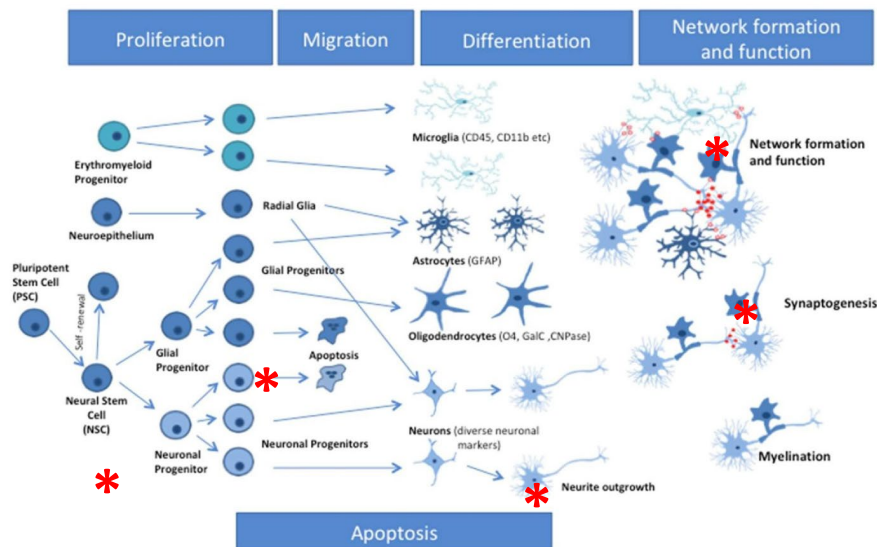 Proliferation
Migration
Differentiation
Network formation
and function
Erythromyeloid
Progenitor
Microglia (CD45, CD11b etc)
Network formation
and function
Neuroepithelium
Radial Glia
Astrocytes (GFAP)
Pluripotent
Stem Cell
(PSC)
Self -renewal
Glial Progenitors
Glial
Progenitor
Apoptosis
Oligodendrocytes (O4, GalC ,CNPase)
Synaptogenesis
Neural Stem
Cell
(NSC)
Neuronal
Progenitor
Neuronal Progenitors
Neurons (diverse neuronal
markers)
Neurite outgrowth
Myelination
Apoptosis